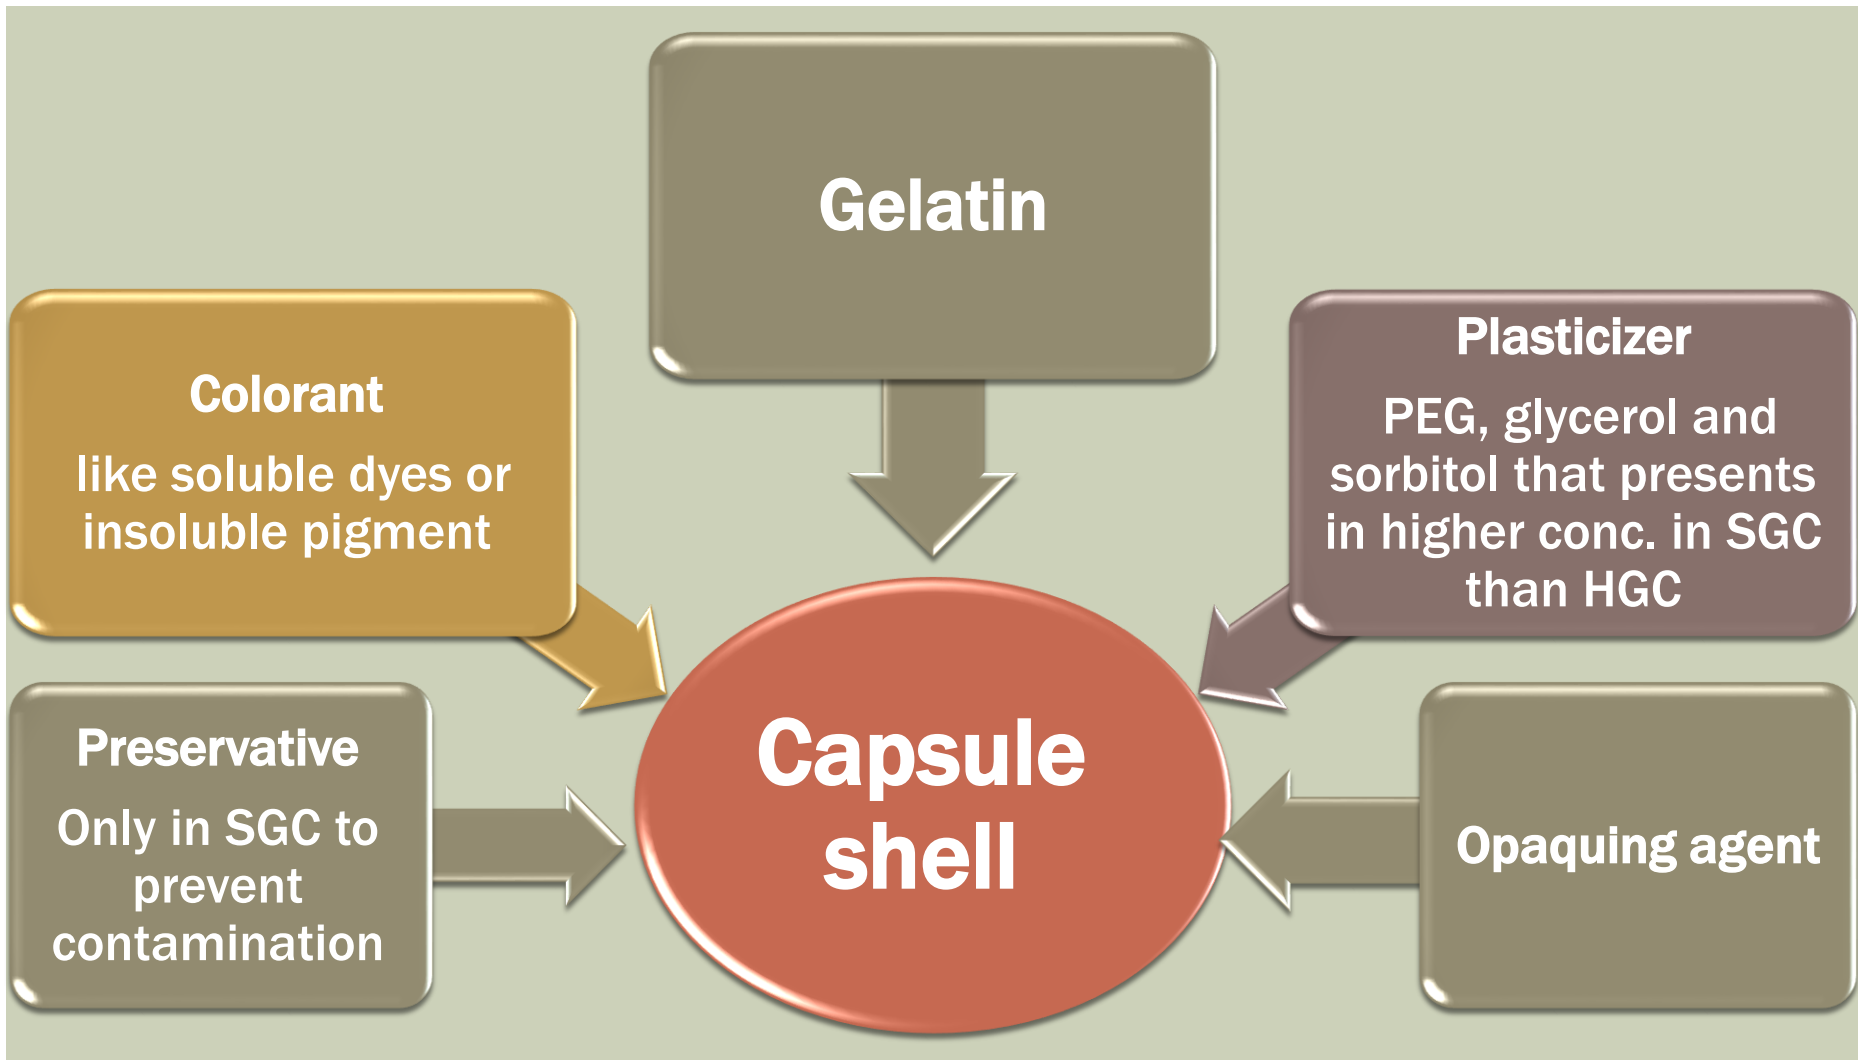 Gelatin
Colorant
like soluble dyes or
insoluble pigment
Plasticizer
PEG, glycerol and
sorbitol that presents
in higher conc. in SGC
than HGC
Preservative
Only in SGC to
prevent
contamination
Capsule
shell
Opaquing agent